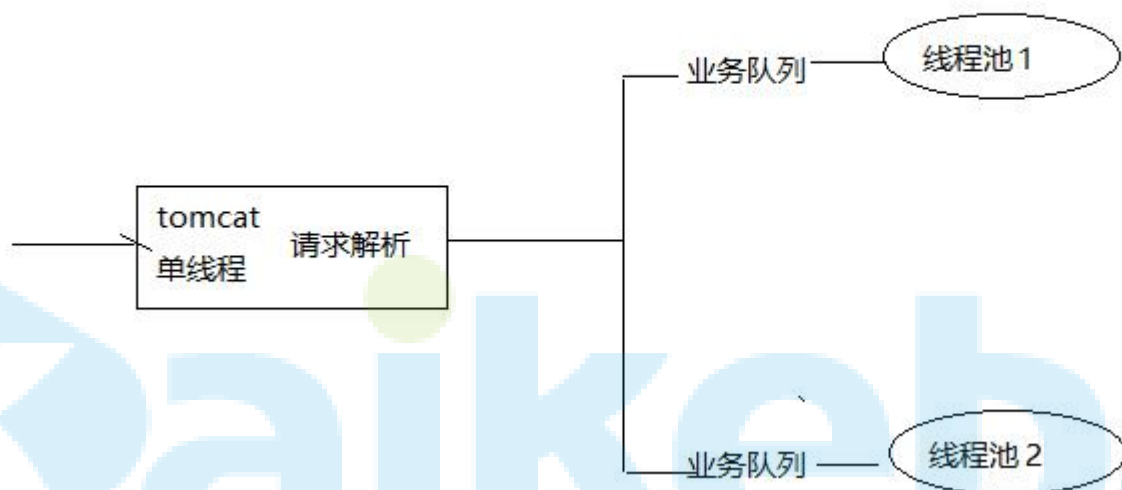 业务队列
线程池1
tomcat
单线程
请求解析
业务队列
线程池2
aikeb